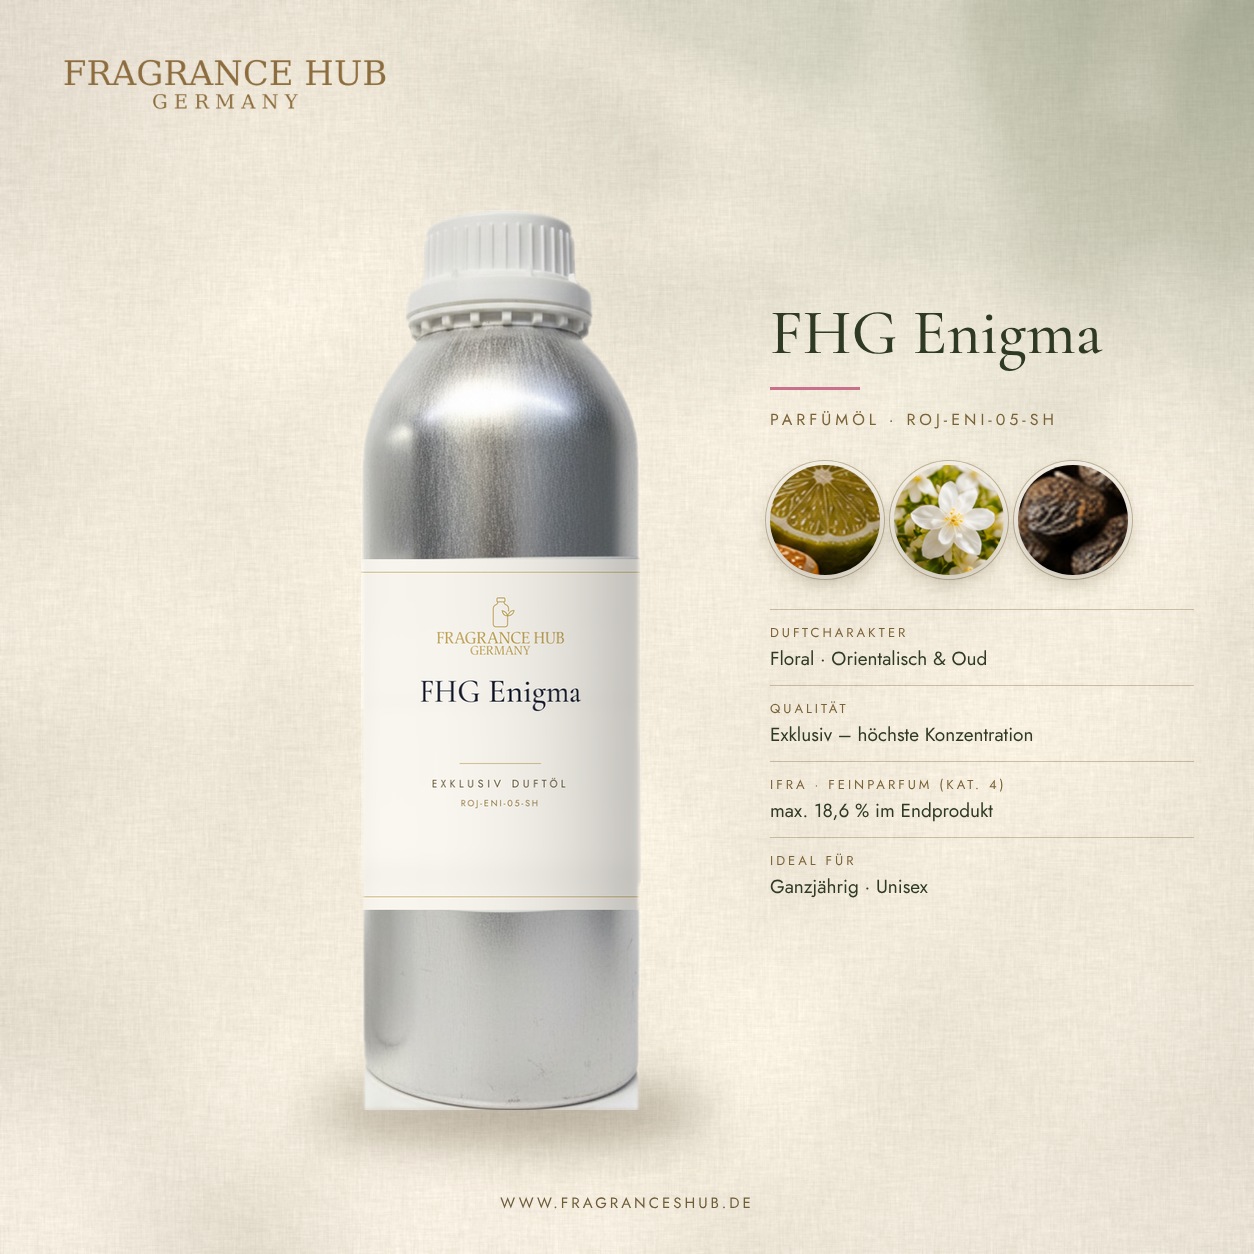 FRAGRANCE HUB
GERMANY
FHG Enigma
PARFÜMÖL · ROJ-ENI-05-SH
DUFTCHARAKTER
Floral · Orientalisch & Oud
QUALITÄT
Exklusiv – höchste Konzentration
IFRA · FEINPARFUM (KAT. 4)
max. 18,6 % im Endprodukt
IDEAL FÜR
Ganzjährig · Unisex
FRAGRANCE HUB
GERMANY
FHG Enigma
EXKLUSIV DUFTÖL
ROJ-ENI-05-SH
WWW.FRAGRANCESHUB.DE